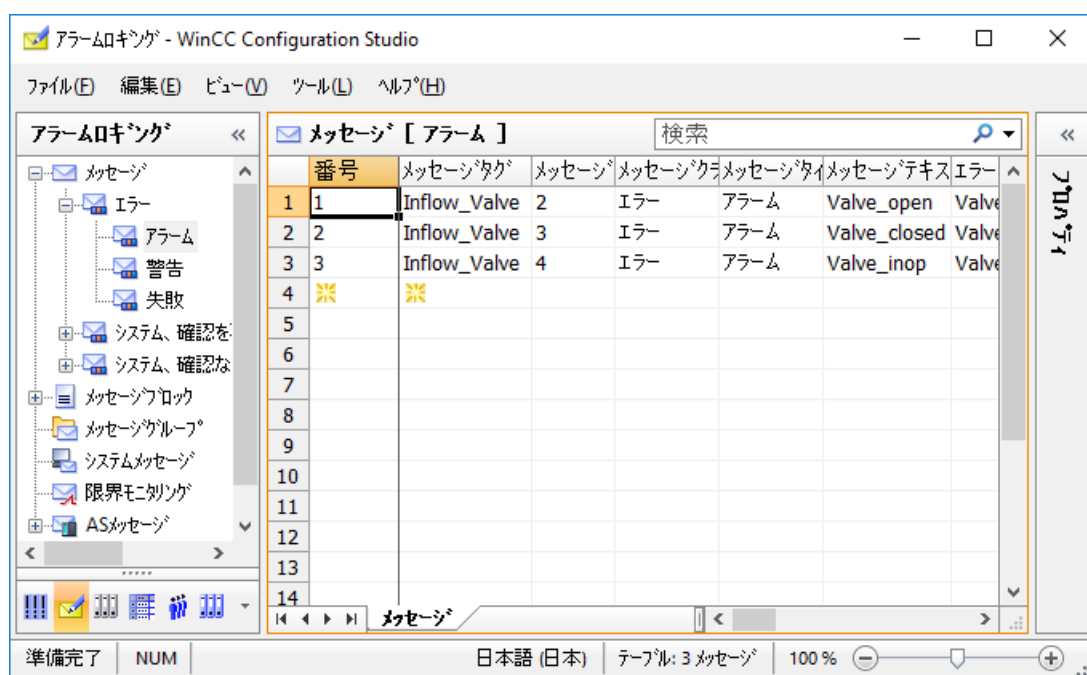 アラームロギング - WinCC Configuration Studio
ファイル(F) 編集(E) ビュー(V) ツール(L) ヘルプ(H)
アラームロギング «
メッセージ
エラー
アラーム
警告
失敗
システム、確認を
システム、確認な
メッセージブロック
メッセージグループ
システムメッセージ
限界モニタリング
ASメッセージ
メッセージ [ アラーム ] 検索
番号 メッセージタグ メッセージ メッセージクラ メッセージタイ メッセージテキス エラー
1 1 Inflow_Valve 2 エラー アラーム Valve_open Valve
2 2 Inflow_Valve 3 エラー アラーム Valve_closed Valve
3 3 Inflow_Valve 4 エラー アラーム Valve_inop Valve
4
5
6
7
8
9
10
11
12
13
14
メッセージ
«
プロパティ
準備完了 NUM 日本語 (日本) テーブル: 3 メッセージ 100 %